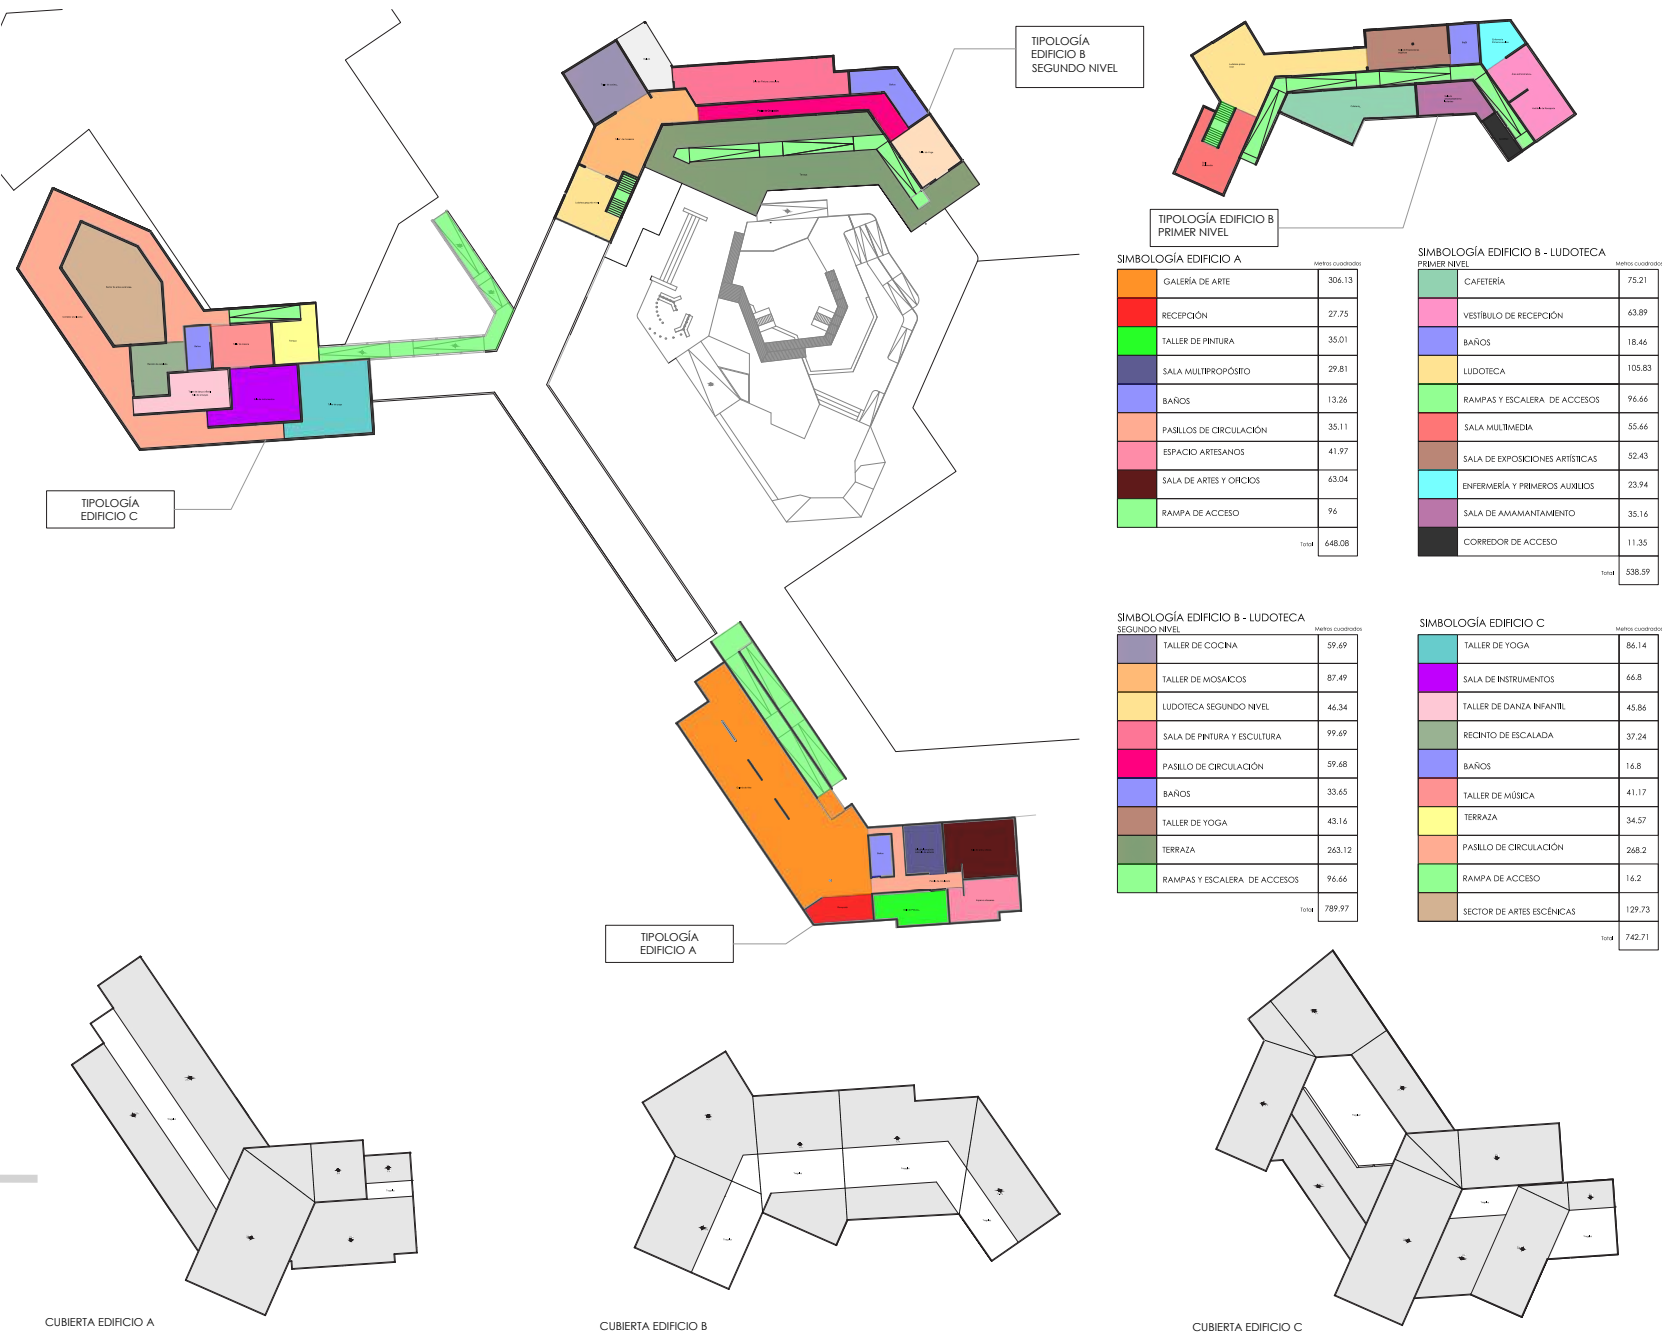 TIPOLOGÍA
EDIFICIO B
SEGUNDO NIVEL
TIPOLOGÍA EDIFICIO B
PRIMER NIVEL
TIPOLOGÍA
EDIFICIO C
TIPOLOGÍA
EDIFICIO A
SIMBOLOGÍA EDIFICIO A
Metros cuadrados
GALERÍA DE ARTE 306.13
RECEPCIÓN 27.75
TALLER DE PINTURA 35.01
SALA MULTIPROPÓSITO 29.81
BAÑOS 13.26
PASILLOS DE CIRCULACIÓN 35.11
ESPACIO ARTESANOS 41.97
SALA DE ARTES Y OFICIOS 63.04
RAMPA DE ACCESO 96
Total 648.08
SIMBOLOGÍA EDIFICIO B - LUDOTECA
PRIMER NIVEL Metros cuadrados
CAFETERÍA 75.21
VESTÍBULO DE RECEPCIÓN 63.89
BAÑOS 18.46
LUDOTECA 105.83
RAMPAS Y ESCALERA DE ACCESOS 96.66
SALA MULTIMEDIA 55.66
SALA DE EXPOSICIONES ARTÍSTICAS 52.43
ENFERMERÍA Y PRIMEROS AUXILIOS 23.94
SALA DE AMAMANTAMIENTO 35.16
CORREDOR DE ACCESO 11.35
Total 538.59
SIMBOLOGÍA EDIFICIO B - LUDOTECA
SEGUNDO NIVEL Metros cuadrados
TALLER DE COCINA 59.69
TALLER DE MOSAICOS 87.49
LUDOTECA SEGUNDO NIVEL 46.34
SALA DE PINTURA Y ESCULTURA 99.69
PASILLO DE CIRCULACIÓN 59.68
BAÑOS 33.65
TALLER DE YOGA 43.16
TERRAZA 263.12
RAMPAS Y ESCALERA DE ACCESOS 96.66
Total 789.97
SIMBOLOGÍA EDIFICIO C
Metros cuadrados
TALLER DE YOGA 86.14
SALA DE INSTRUMENTOS 66.8
TALLER DE DANZA INFANTIL 45.86
RECINTO DE ESCALADA 37.24
BAÑOS 16.8
TALLER DE MÚSICA 41.17
TERRAZA 34.57
PASILLO DE CIRCULACIÓN 268.2
RAMPA DE ACCESO 16.2
SECTOR DE ARTES ESCÉNICAS 129.73
Total 742.71
CUBIERTA EDIFICIO A
CUBIERTA EDIFICIO B
CUBIERTA EDIFICIO C